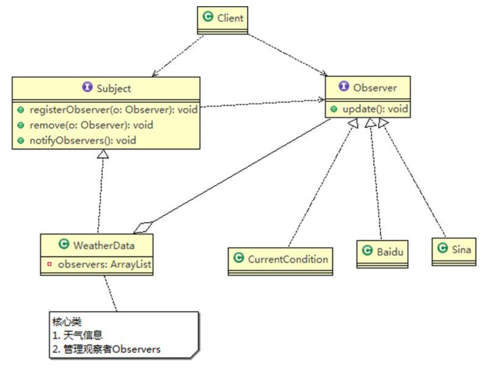 C Client
I Subject
registerObserver(o: Observer): void
remove(o: Observer): void
notifyObservers(): void
I Observer
update(): void
C WeatherData
observers: ArrayList
C CurrentCondition
C Baidu
C Sina
核心类
1. 天气信息
2. 管理观察者Observers